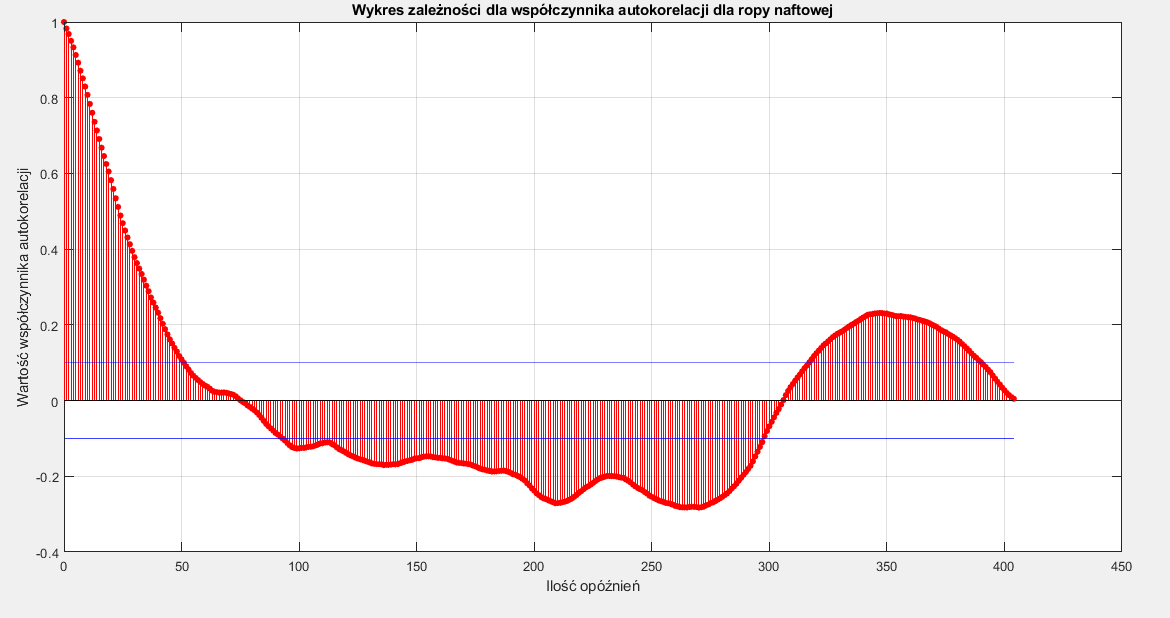 Wykres zależności dla współczynnika autokorelacji dla ropy naftowej
Wartość współczynnika autokorelacji
1
0.8
0.6
0.4
0.2
0
-0.2
-0.4
0 50 100 150 200 250 300 350 400 450
Ilość opóźnień